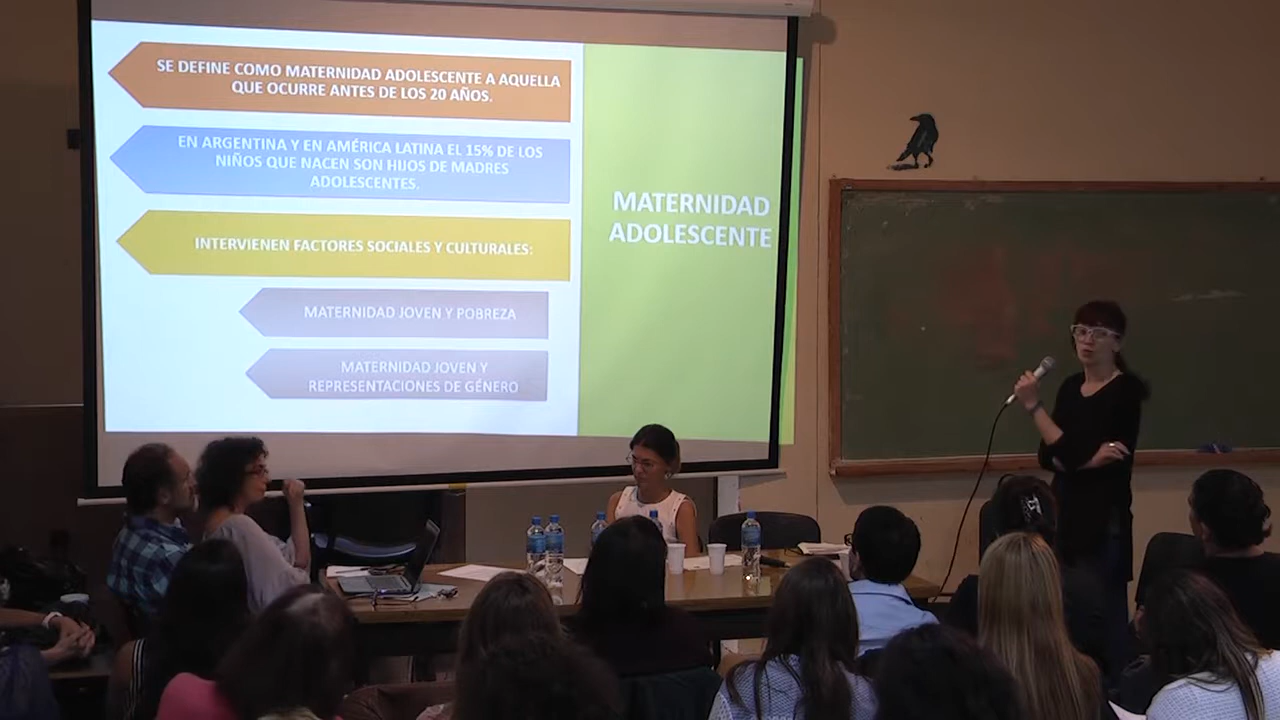 SE DEFINE COMO MATERNIDAD ADOLESCENTE A AQUELLA
QUE OCURRE ANTES DE LOS 20 AÑOS.
EN ARGENTINA Y EN AMÉRICA LATINA EL 15% DE LOS
NIÑOS QUE NACEN SON HIJOS DE MADRES
ADOLESCENTES.
INTERVIENEN FACTORES SOCIALES Y CULTURALES:
MATERNIDAD JOVEN Y POBREZA
MATERNIDAD JOVEN Y
REPRESENTACIONES DE GÉNERO
MATERNIDAD
ADOLESCENTE